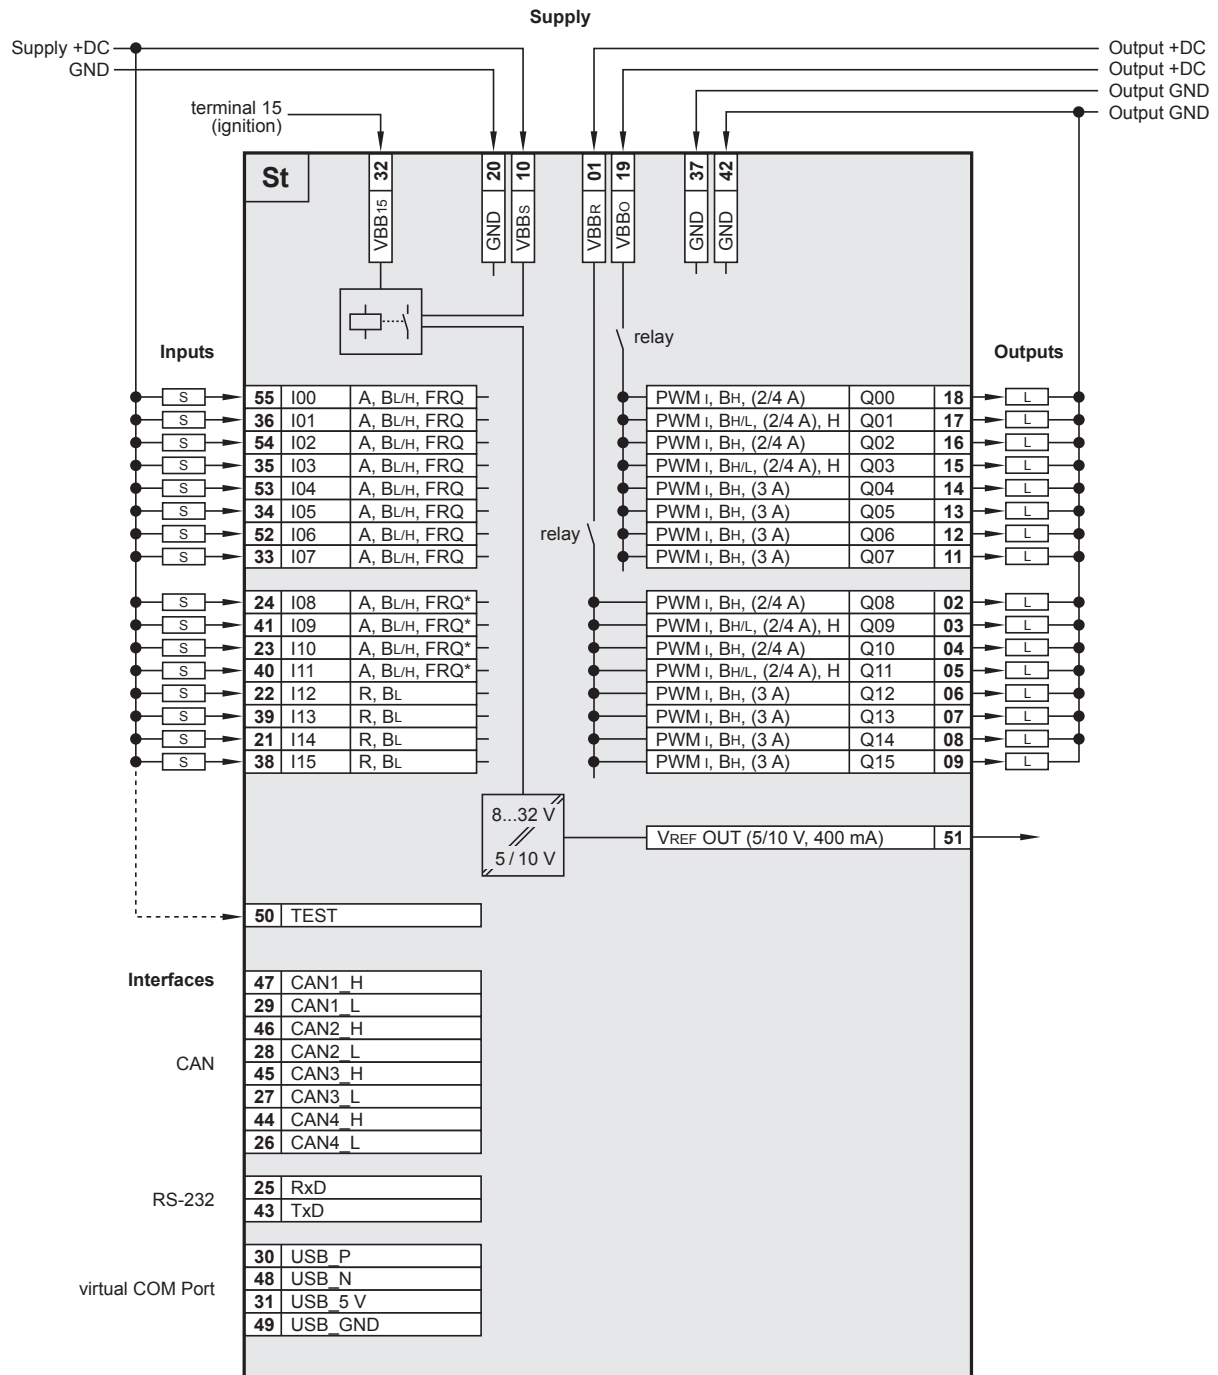 Supply
Supply +DC
GND
Output +DC
Output +DC
Output GND
Output GND
terminal 15
(ignition)
St
32 VBB15
20 GND
10 VBBS
01 VBBR
19 VBBO
37 GND
42 GND
relay
relay
Inputs
Outputs
S 55 I00 A, BL/H, FRQ
S 36 I01 A, BL/H, FRQ
S 54 I02 A, BL/H, FRQ
S 35 I03 A, BL/H, FRQ
S 53 I04 A, BL/H, FRQ
S 34 I05 A, BL/H, FRQ
S 52 I06 A, BL/H, FRQ
S 33 I07 A, BL/H, FRQ
S 24 I08 A, BL/H, FRQ*
S 41 I09 A, BL/H, FRQ*
S 23 I10 A, BL/H, FRQ*
S 40 I11 A, BL/H, FRQ*
S 22 I12 R, BL
S 39 I13 R, BL
S 21 I14 R, BL
S 38 I15 R, BL
PWM I, BH, (2/4 A) Q00 18 L
PWM I, BH/L, (2/4 A), H Q01 17 L
PWM I, BH, (2/4 A) Q02 16 L
PWM I, BH/L, (2/4 A), H Q03 15 L
PWM I, BH, (3 A) Q04 14 L
PWM I, BH, (3 A) Q05 13 L
PWM I, BH, (3 A) Q06 12 L
PWM I, BH, (3 A) Q07 11 L
PWM I, BH, (2/4 A) Q08 02 L
PWM I, BH/L, (2/4 A), H Q09 03 L
PWM I, BH, (2/4 A) Q10 04 L
PWM I, BH/L, (2/4 A), H Q11 05 L
PWM I, BH, (3 A) Q12 06 L
PWM I, BH, (3 A) Q13 07 L
PWM I, BH, (3 A) Q14 08 L
PWM I, BH, (3 A) Q15 09 L
8...32 V
//
5 / 10 V
VREF OUT (5/10 V, 400 mA) 51
50 TEST
Interfaces
CAN
47 CAN1_H
29 CAN1_L
46 CAN2_H
28 CAN2_L
45 CAN3_H
27 CAN3_L
44 CAN4_H
26 CAN4_L
RS-232
25 RxD
43 TxD
virtual COM Port
30 USB_P
48 USB_N
31 USB_5 V
49 USB_GND